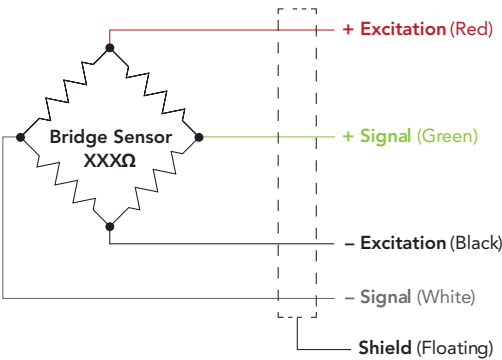 + Excitation (Red)
Bridge Sensor
XXXΩ
+ Signal (Green)
– Excitation (Black)
– Signal (White)
Shield (Floating)